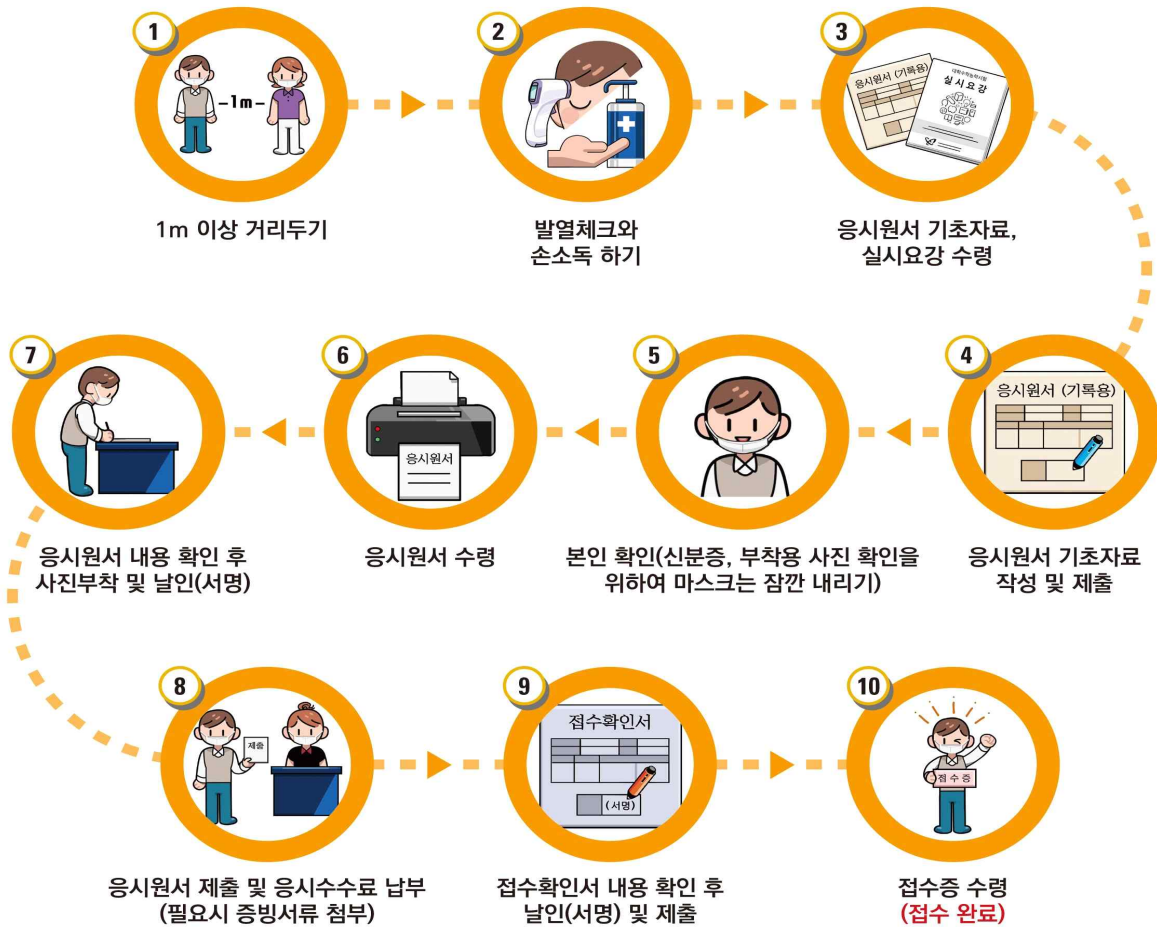 1
-1m-
1m 이상 거리두기
2
발열체크와
손소독 하기
3
응시원서 (기록용)
대학수학능력시험
실시요강
응시원서 기초자료,
실시요강 수령
4
응시원서 (기록용)
응시원서 기초자료
작성 및 제출
5
본인 확인(신분증, 부착용 사진 확인을
위하여 마스크는 잠깐 내리기)
6
응시원서
응시원서 수령
7
응시원서 내용 확인 후
사진부착 및 날인(서명)
8
제출
응시원서 제출 및 응시수수료 납부
(필요시 증빙서류 첨부)
9
접수확인서
(서명)
접수확인서 내용 확인 후
날인(서명) 및 제출
10
접수증
접수증 수령
(접수 완료)